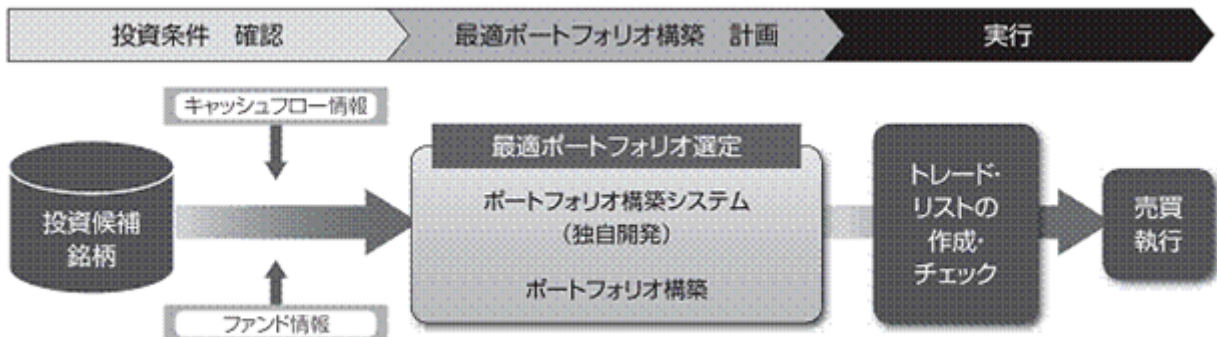 投資条件　確認
最適ポートフォリオ構築　計画
実行
キャッシュフロー情報
投資候補
銘柄
ファンド情報
最適ポートフォリオ選定
ポートフォリオ構築システム
（独自開発）
ポートフォリオ構築
トレード・
リストの
作成・
チェック
売買
執行